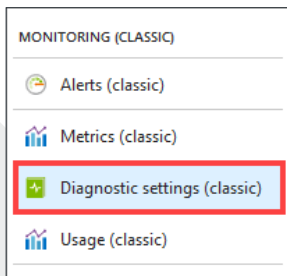 MONITORING (CLASSIC)
Alerts (classic)
Metrics (classic)
Diagnostic settings (classic)
Usage (classic)